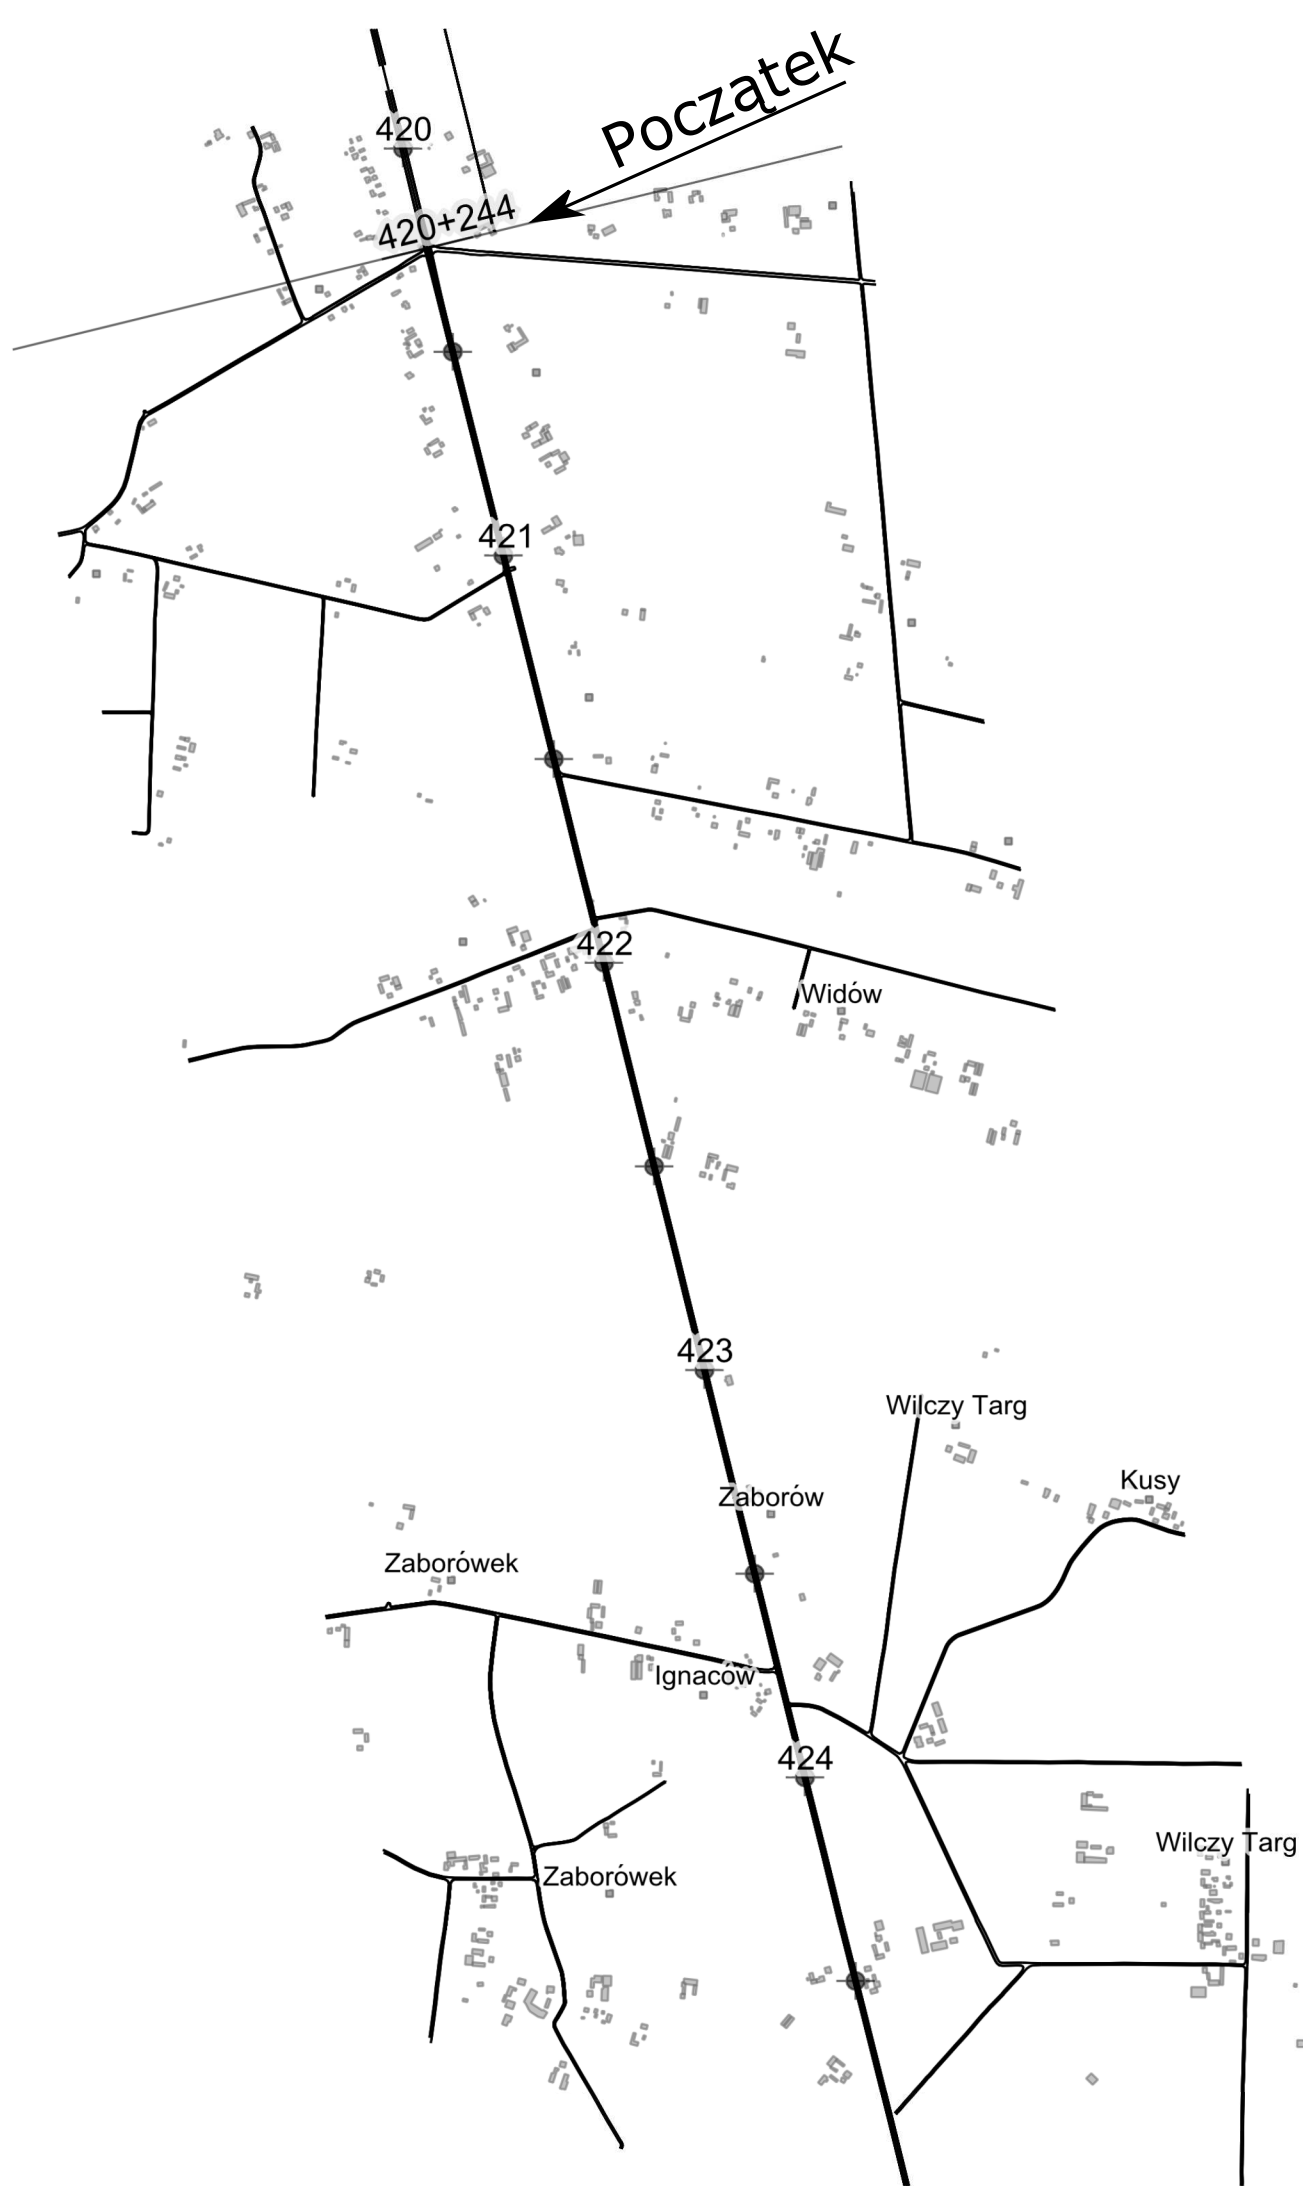 Początek
420
420+244
421
422
Widów
423
Wilczy Targ
Kusy
Zaborów
Zaborówek
Ignaców
424
Wilczy Targ
Zaborówek